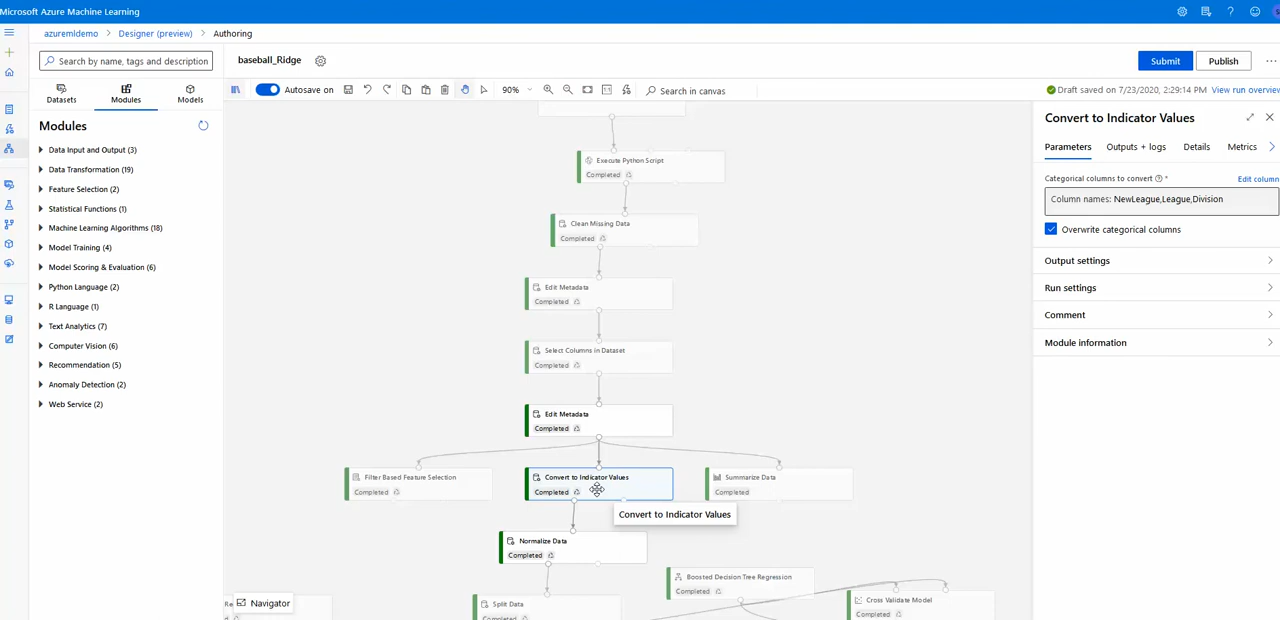 Microsoft Azure Machine Learning
azuremldemo > Designer (preview) > Authoring
Search by name, tags and description
Datasets
Modules
Models
Modules
Data Input and Output (3)
Data Transformation (19)
Feature Selection (2)
Statistical Functions (1)
Machine Learning Algorithms (18)
Model Training (4)
Model Scoring & Evaluation (6)
Python Language (2)
R Language (1)
Text Analytics (7)
Computer Vision (6)
Recommendation (5)
Anomaly Detection (2)
Web Service (2)
baseball_Ridge
Submit
Publish
Autosave on
90%
Search in canvas
Draft saved on 7/23/2020, 2:29:14 PM
View run overview
Execute Python Script
Completed
Clean Missing Data
Completed
Edit Metadata
Completed
Select Columns in Dataset
Completed
Edit Metadata
Completed
Filter Based Feature Selection
Completed
Convert to Indicator Values
Completed
Summarize Data
Completed
Convert to Indicator Values
Normalize Data
Completed
Boosted Decision Tree Regression
Completed
Navigator
Split Data
Completed
Cross Validate Model
Completed
Convert to Indicator Values
Parameters
Outputs + logs
Details
Metrics
Categorical columns to convert *
Edit column
Column names: NewLeague,League,Division
Overwrite categorical columns
Output settings
Run settings
Comment
Module information